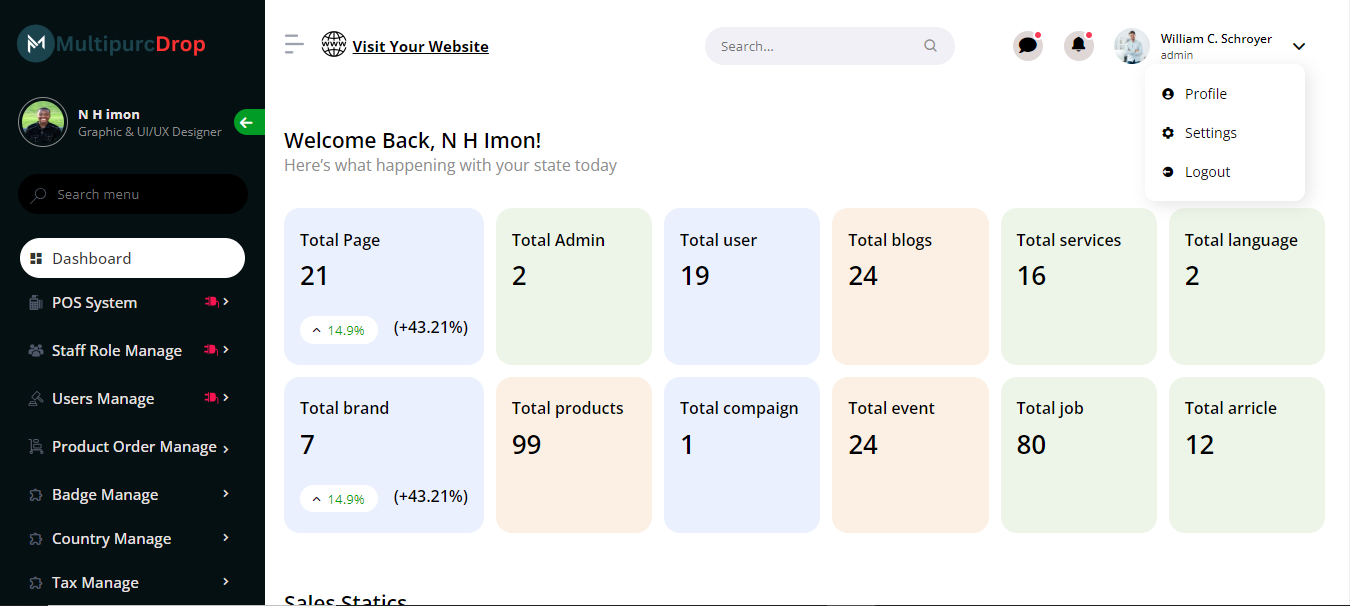 MultipurcDrop
N H imon
Graphic & UI/UX Designer
Search menu
Dashboard
POS System
Staff Role Manage
Users Manage
Product Order Manage
Badge Manage
Country Manage
Tax Manage
Visit Your Website
Search...
William C. Schroyer
admin
Profile
Settings
Logout
Welcome Back, N H Imon!
Here's what happening with your state today
Total Page
21
14.9% (+43.21%)
Total Admin
2
Total user
19
Total blogs
24
Total services
16
Total language
2
Total brand
7
14.9% (+43.21%)
Total products
99
Total compaign
1
Total event
24
Total job
80
Total arricle
12
Sales Statics